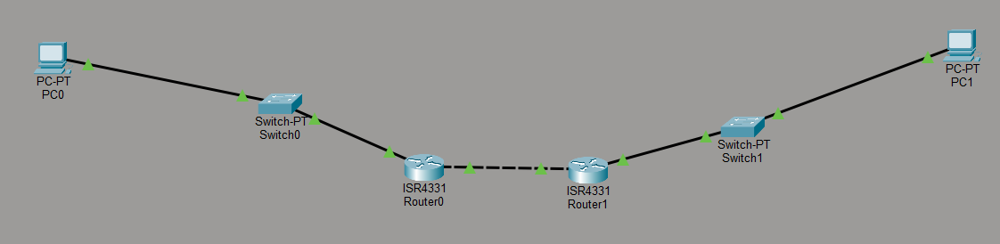 PC-PT
PC0
Switch-PT
Switch0
ISR4331
Router0
ISR4331
Router1
Switch-PT
Switch1
PC-PT
PC1